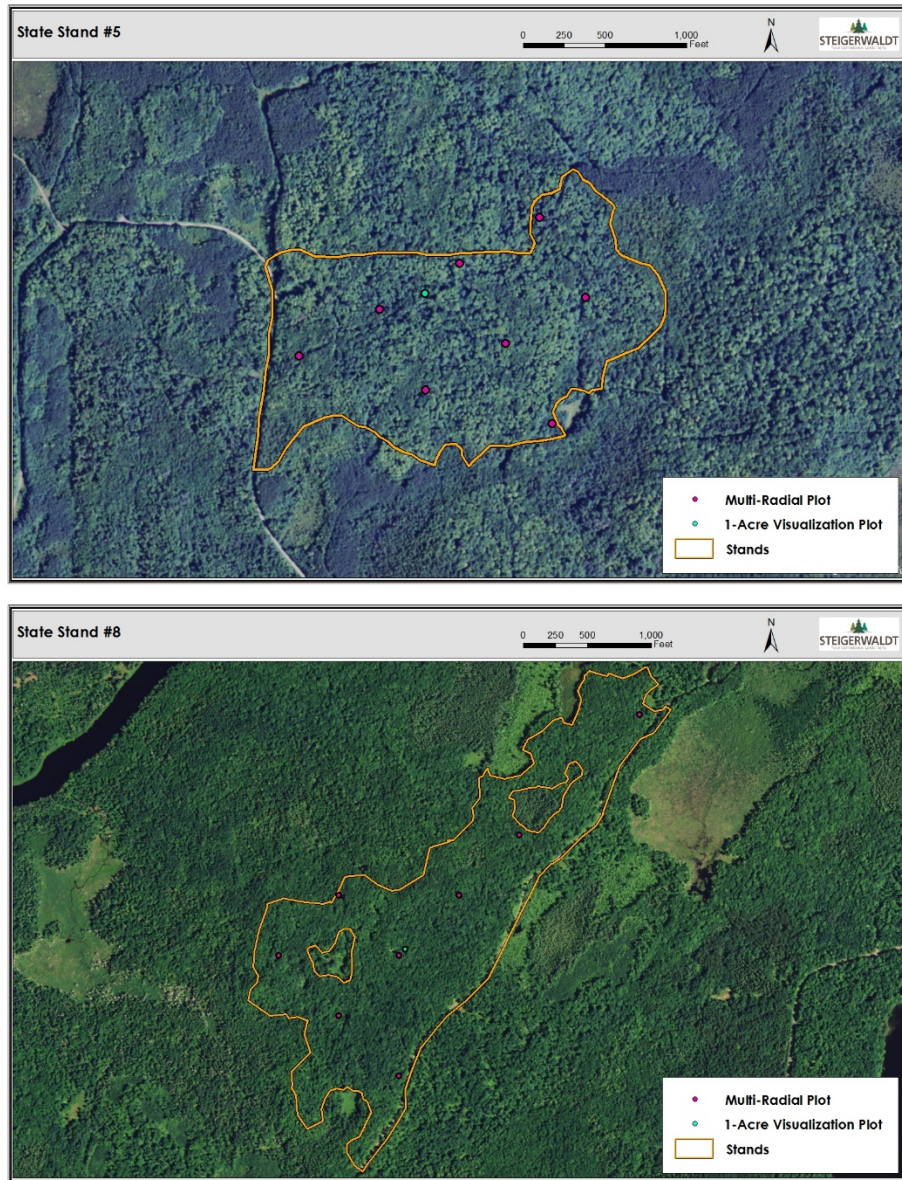 State Stand #5
0 250 500 1,000
Feet
N
STEIGERWALDT
Multi-Radial Plot
1-Acre Visualization Plot
Stands
State Stand #8
0 250 500 1,000
Feet
N
STEIGERWALDT
Multi-Radial Plot
1-Acre Visualization Plot
Stands